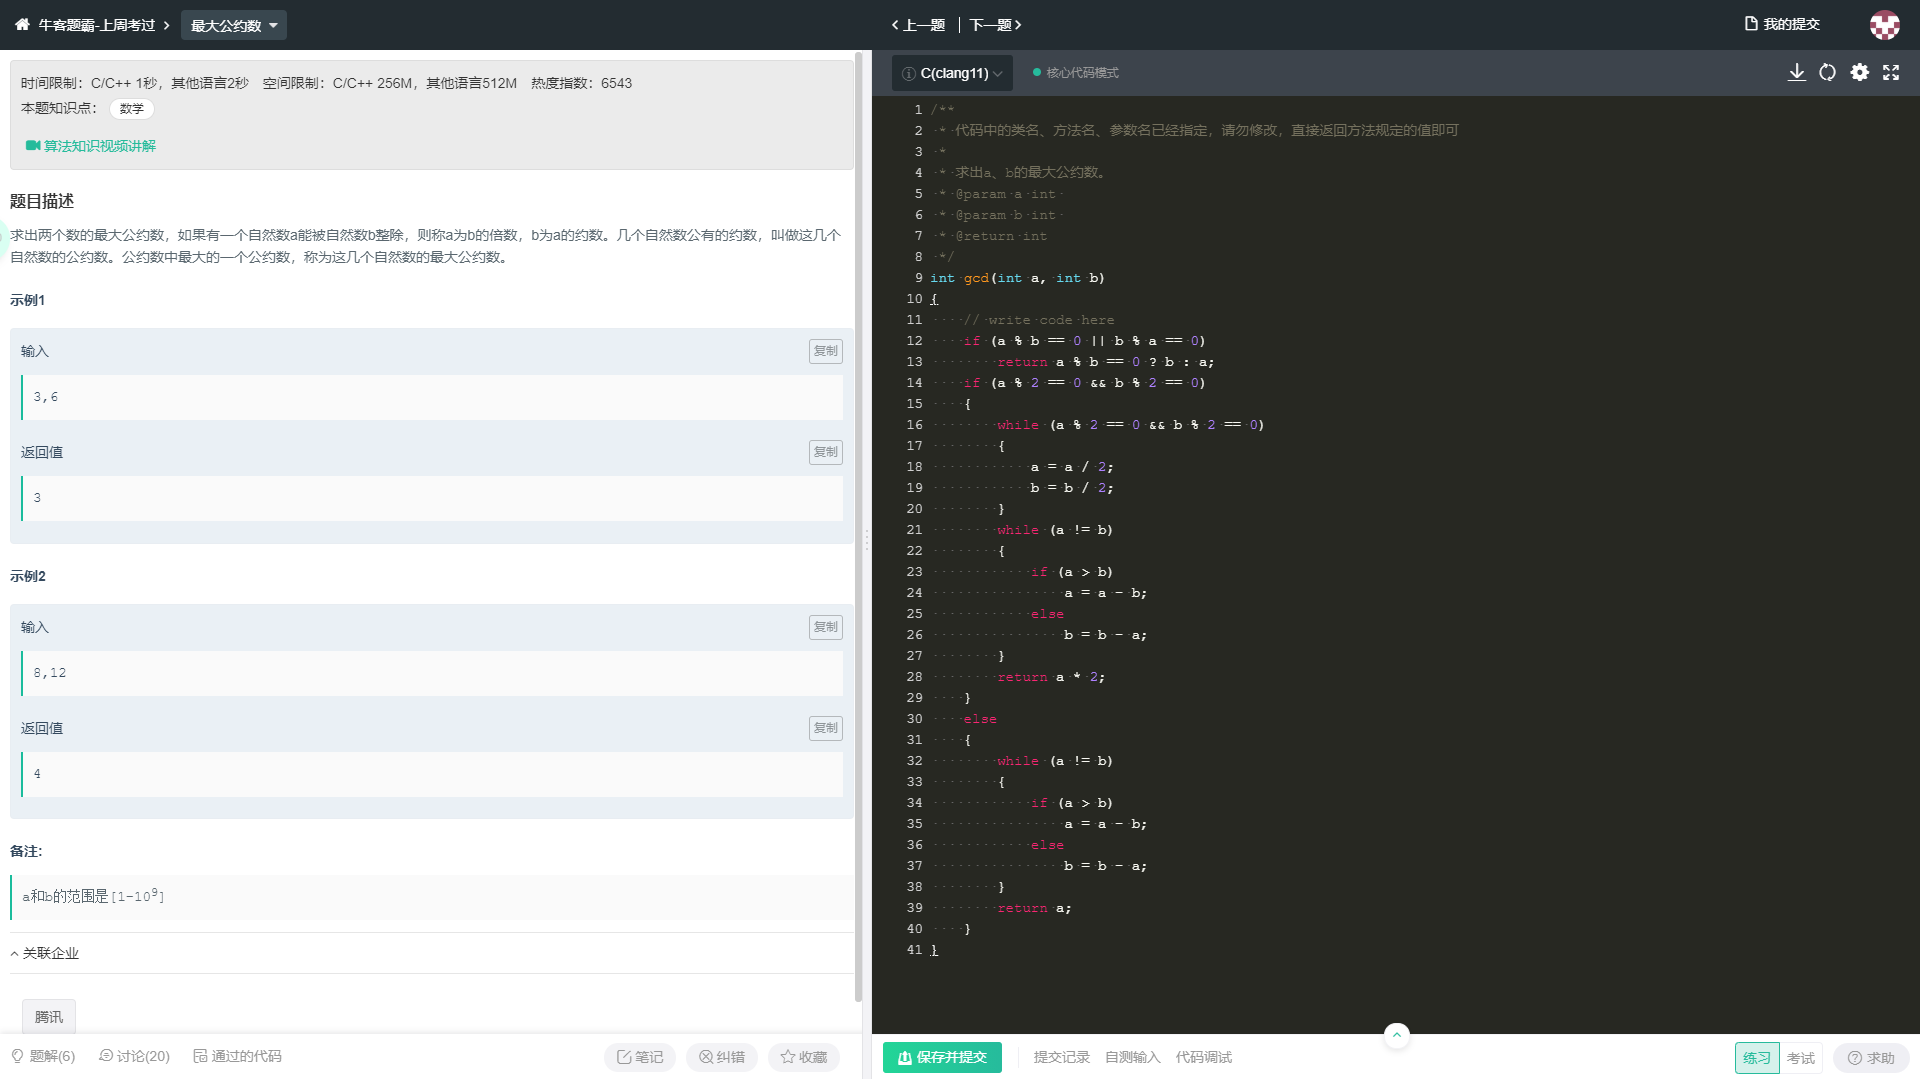 牛客题霸-上周考过
最大公约数
上一题
下一题
我的提交
时间限制：C/C++ 1秒，其他语言2秒 空间限制：C/C++ 256M，其他语言512M 热度指数：6543
本题知识点： 数学
算法知识视频讲解
题目描述
求出两个数的最大公约数，如果有一个自然数a能被自然数b整除，则称a为b的倍数，b为a的约数。几个自然数公有的约数，叫做这几个
自然数的公约数。公约数中最大的一个公约数，称为这几个自然数的最大公约数。
示例1
输入
复制
3,6
返回值
复制
3
示例2
输入
复制
8,12
返回值
复制
4
备注:
a和b的范围是[1-10⁹]
关联企业
腾讯
题解(6)
讨论(20)
通过的代码
笔记
纠错
收藏
C(clang11)
核心代码模式
1 /**
2  * 代码中的类名、方法名、参数名已经指定，请勿修改，直接返回方法规定的值即可
3  *
4  * 求出a、b的最大公约数。
5  * @param a int
6  * @param b int
7  * @return int
8  */
9 int gcd(int a, int b)
10 {
11     // write code here
12     if (a % b == 0 || b % a == 0)
13         return a % b == 0 ? b : a;
14     if (a % 2 == 0 && b % 2 == 0)
15     {
16         while (a % 2 == 0 && b % 2 == 0)
17         {
18             a = a / 2;
19             b = b / 2;
20         }
21         while (a != b)
22         {
23             if (a > b)
24                 a = a - b;
25             else
26                 b = b - a;
27         }
28         return a * 2;
29     }
30     else
31     {
32         while (a != b)
33         {
34             if (a > b)
35                 a = a - b;
36             else
37                 b = b - a;
38         }
39         return a;
40     }
41 }
保存并提交
提交记录
自测输入
代码调试
练习
考试
求助